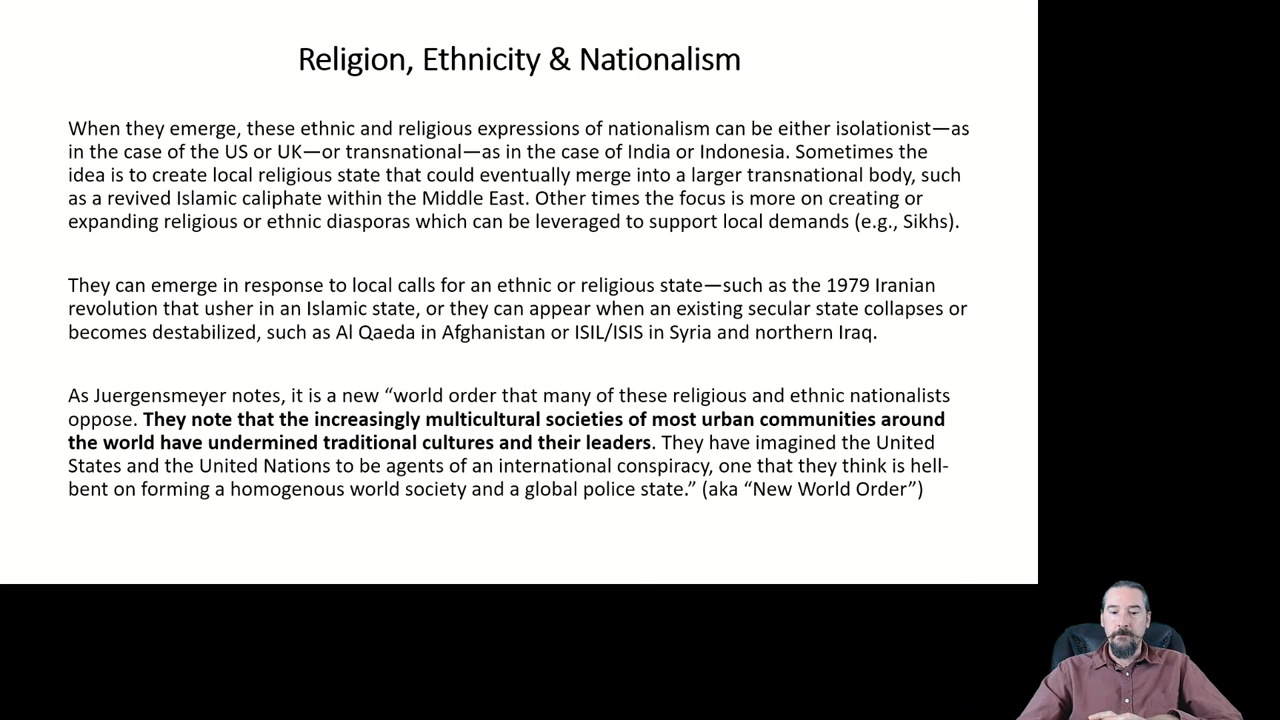 Religion, Ethnicity & Nationalism
When they emerge, these ethnic and religious expressions of nationalism can be either isolationist—as
in the case of the US or UK—or transnational—as in the case of India or Indonesia. Sometimes the
idea is to create local religious state that could eventually merge into a larger transnational body, such
as a revived Islamic caliphate within the Middle East. Other times the focus is more on creating or
expanding religious or ethnic diasporas which can be leveraged to support local demands (e.g., Sikhs).
They can emerge in response to local calls for an ethnic or religious state—such as the 1979 Iranian
revolution that usher in an Islamic state, or they can appear when an existing secular state collapses or
becomes destabilized, such as Al Qaeda in Afghanistan or ISIL/ISIS in Syria and northern Iraq.
As Juergensmeyer notes, it is a new “world order that many of these religious and ethnic nationalists
oppose. They note that the increasingly multicultural societies of most urban communities around
the world have undermined traditional cultures and their leaders. They have imagined the United
States and the United Nations to be agents of an international conspiracy, one that they think is hell-
bent on forming a homogenous world society and a global police state.” (aka “New World Order”)